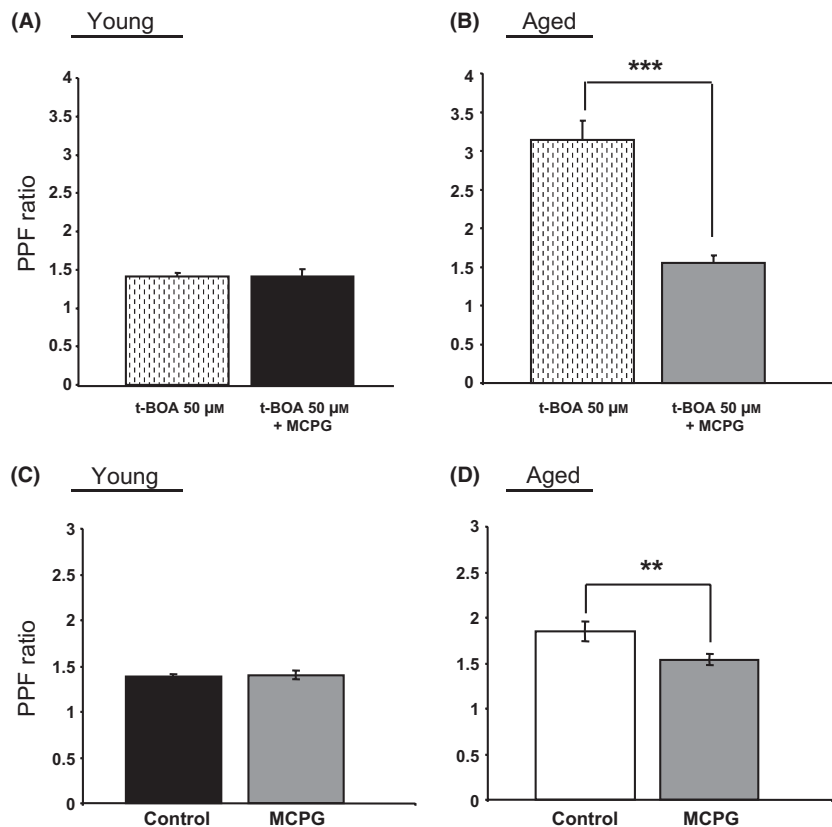 (A) Young
PPF ratio
4
3.5
3
2.5
2
1.5
1
0.5
0
t-BOA 50 µM
t-BOA 50 µM
+ MCPG
(B) Aged
***
4
3.5
3
2.5
2
1.5
1
0.5
0
t-BOA 50 µM
t-BOA 50 µM
+ MCPG
(C) Young
PPF ratio
3
2.5
2
1.5
1
0.5
0
Control MCPG
(D) Aged
**
3
2.5
2
1.5
1
0.5
0
Control MCPG